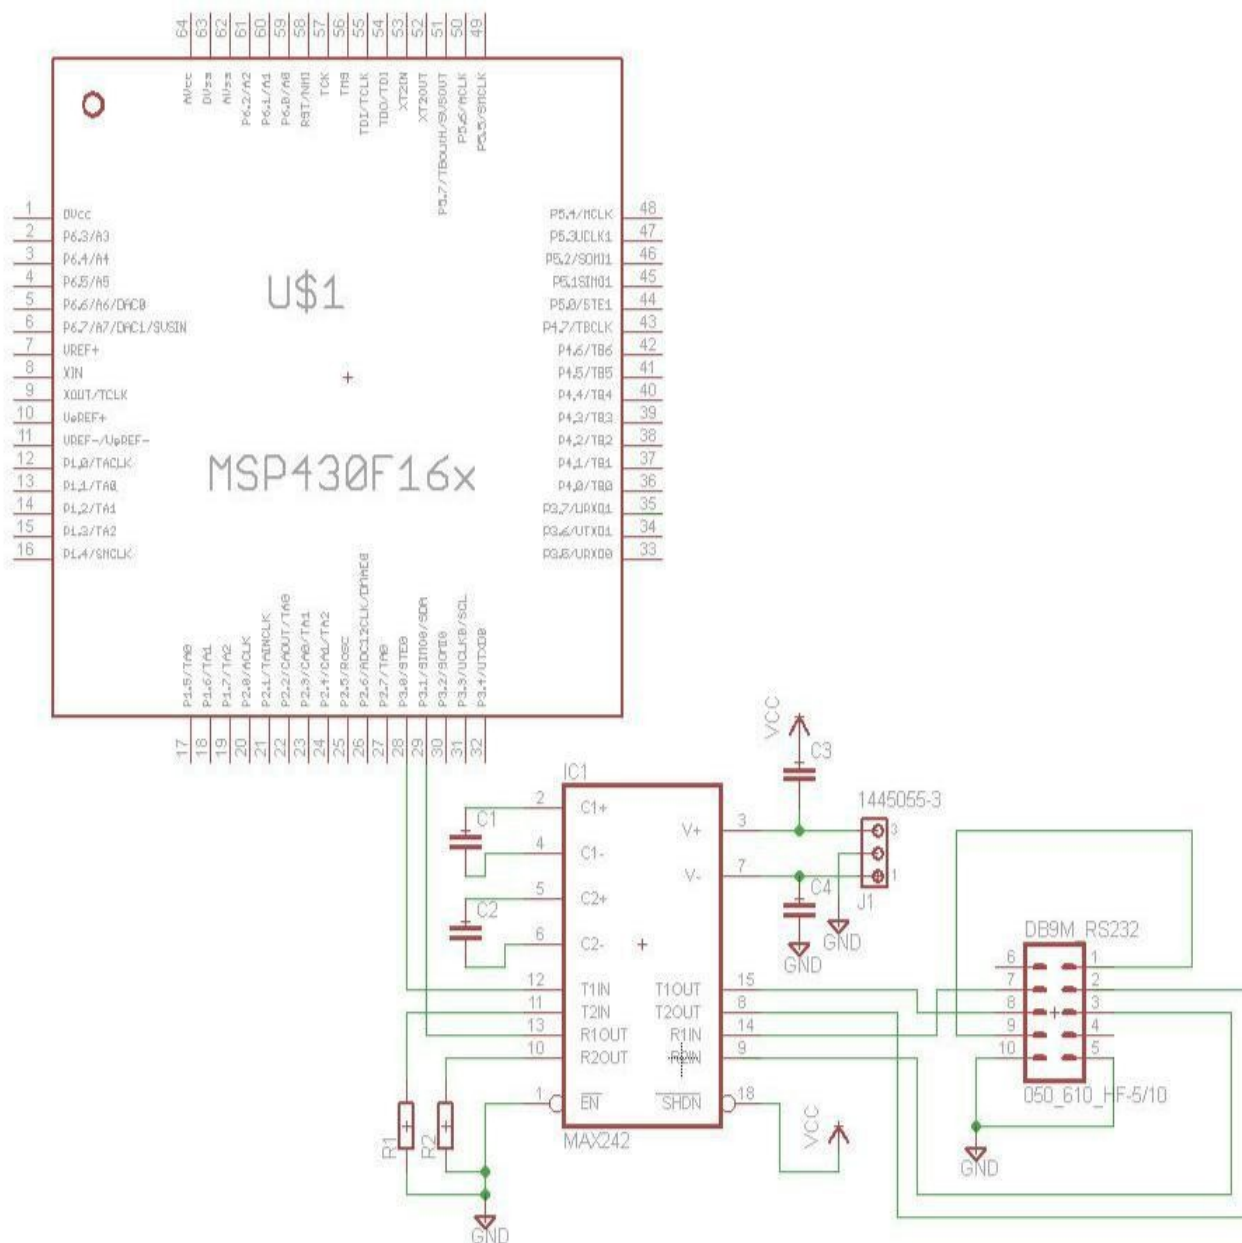 64 63 62 61 60 59 58 57 56 55 54 53 52 51 50 49
AVcc
DVss
AVss
P6.2/A2
P6.1/A1
P6.0/A0
RST/NMI
TCK
TMS
TDI/TCLK
TDO/TDI
XT2IN
XT2OUT
P5.7/TBoutH/SVSOUT
P5.6/ACLK
P5.5/SMCLK
1 DVcc
2 P6.3/A3
3 P6.4/A4
4 P6.5/A5
5 P6.6/A6/DAC0
6 P6.7/A7/DAC1/SVSIN
7 VREF+
8 XIN
9 XOUT/TCLK
10 VeREF+
11 VREF-/VeREF-
12 P1.0/TACLK
13 P1.1/TA0
14 P1.2/TA1
15 P1.3/TA2
16 P1.4/SMCLK
U$1
MSP430F16x
P5.4/MCLK 48
P5.3UCLK1 47
P5.2/SOMI1 46
P5.1SIMO1 45
P5.0/STE1 44
P4.7/TBCLK 43
P4.6/TB6 42
P4.5/TB5 41
P4.4/TB4 40
P4.3/TB3 39
P4.2/TB2 38
P4.1/TB1 37
P4.0/TB0 36
P3.7/URXD1 35
P3.6/UTXD1 34
P3.5/URXD0 33
P1.5/TA0
P1.6/TA1
P1.7/TA2
P2.0/ACLK
P2.1/TAINCLK
P2.2/CAOUT/TA0
P2.3/CA0/TA1
P2.4/CA1/TA2
P2.5/Rosc
P2.6/ADC12CLK/DMAE0
P2.7/TA0
P3.0/STE0
P3.1/SIMO0/SDA
P3.2/SOMI0
P3.3/UCLK0/SCL
P3.4/UTXD0
17 18 19 20 21 22 23 24 25 26 27 28 29 30 31 32
IC1
2 C1+
4 C1-
5 C2+
6 C2-
12 T1IN
11 T2IN
13 R1OUT
10 R2OUT
1 EN
V+ 3
V- 7
T1OUT 15
T2OUT 8
R1IN 14
R2IN 9
SHDN 18
MAX242
C1
C2
R1
R2
GND
VCC
C3
C4
GND
GND
1445055-3
3
1
J1
VCC
DB9M_RS232
6 1
7 2
8 3
9 4
10 5
050_610_HF-5/10
GND